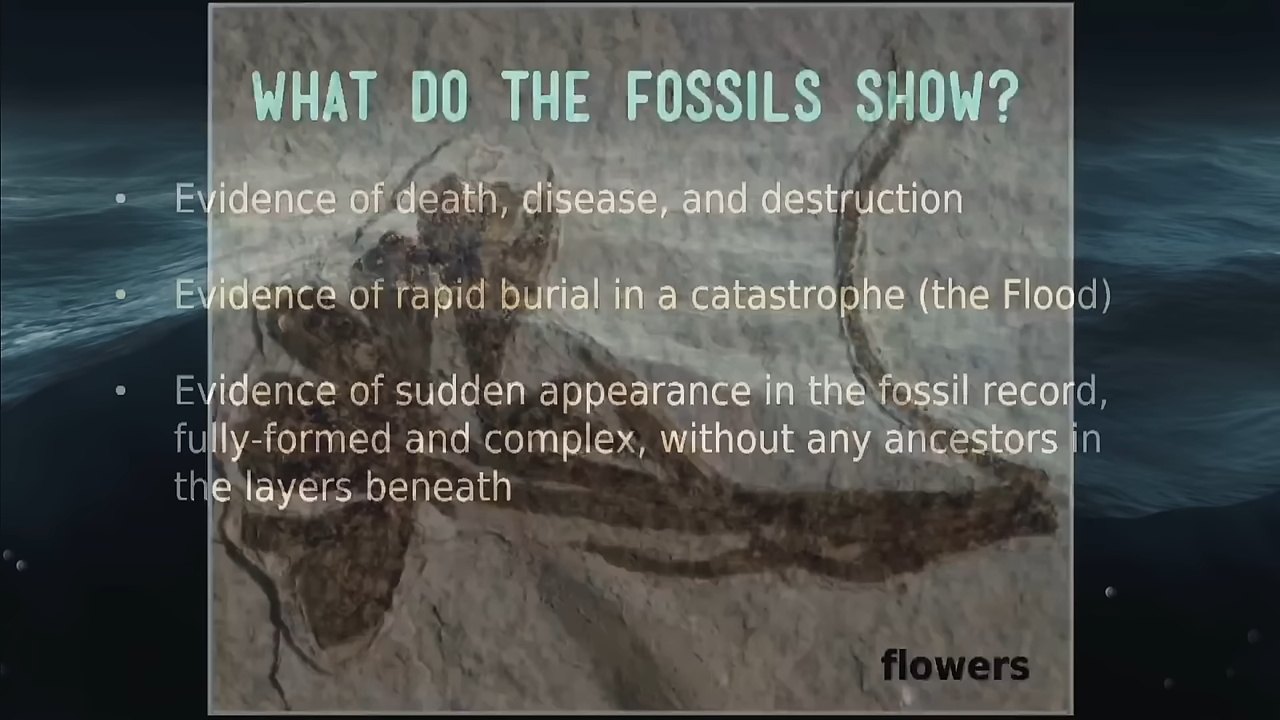 WHAT DO THE FOSSILS SHOW?
• Evidence of death, disease, and destruction
• Evidence of rapid burial in a catastrophe (the Flood)
• Evidence of sudden appearance in the fossil record,
fully-formed and complex, without any ancestors in
the layers beneath
flowers